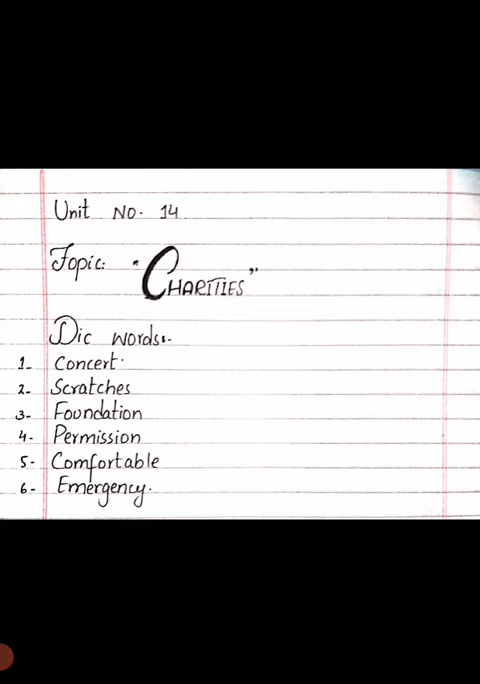 Unit No. 14
Topic: "CHARITIES"
Dic words:-
1- Concert.
2- Scratches
3- Foundation
4- Permission
5- Comfortable
6- Emergency.